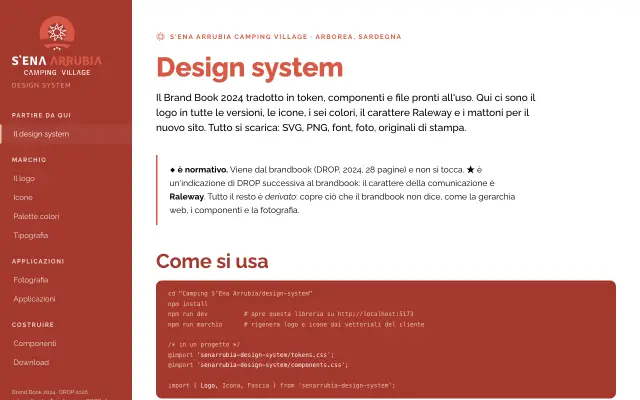 S'ENA ARRUBIA
CAMPING VILLAGE
DESIGN SYSTEM
PARTIRE DA QUI
Il design system
MARCHIO
Il logo
Icone
Palette colori
Tipografia
APPLICAZIONI
Fotografia
Applicazioni
COSTRUIRE
Componenti
Download
Brand Book 2024 · DROP 2026
S'ENA ARRUBIA CAMPING VILLAGE · ARBOREA, SARDEGNA
Design system
Il Brand Book 2024 tradotto in token, componenti e file pronti all'uso. Qui ci sono il
logo in tutte le versioni, le icone, i sei colori, il carattere Raleway e i mattoni per il
nuovo sito. Tutto si scarica: SVG, PNG, font, foto, originali di stampa.
♦ è normativo. Viene dal brandbook (DROP, 2024, 28 pagine) e non si tocca. ★ è
un'indicazione di DROP successiva al brandbook: il carattere della comunicazione è
Raleway. Tutto il resto è derivato: copre ciò che il brandbook non dice, come la gerarchia
web, i componenti e la fotografia.
Come si usa
cd "Camping S'Ena Arrubia/design-system"
npm install
npm run dev # apre questa libreria su http://localhost:5173
npm run marchio # rigenera logo e icone dai vettoriali del cliente
/* in un progetto */
@import 'senarrubia-design-system/tokens.css';
@import 'senarrubia-design-system/components.css';
import { Logo, Icona, Fascia } from 'senarrubia-design-system';